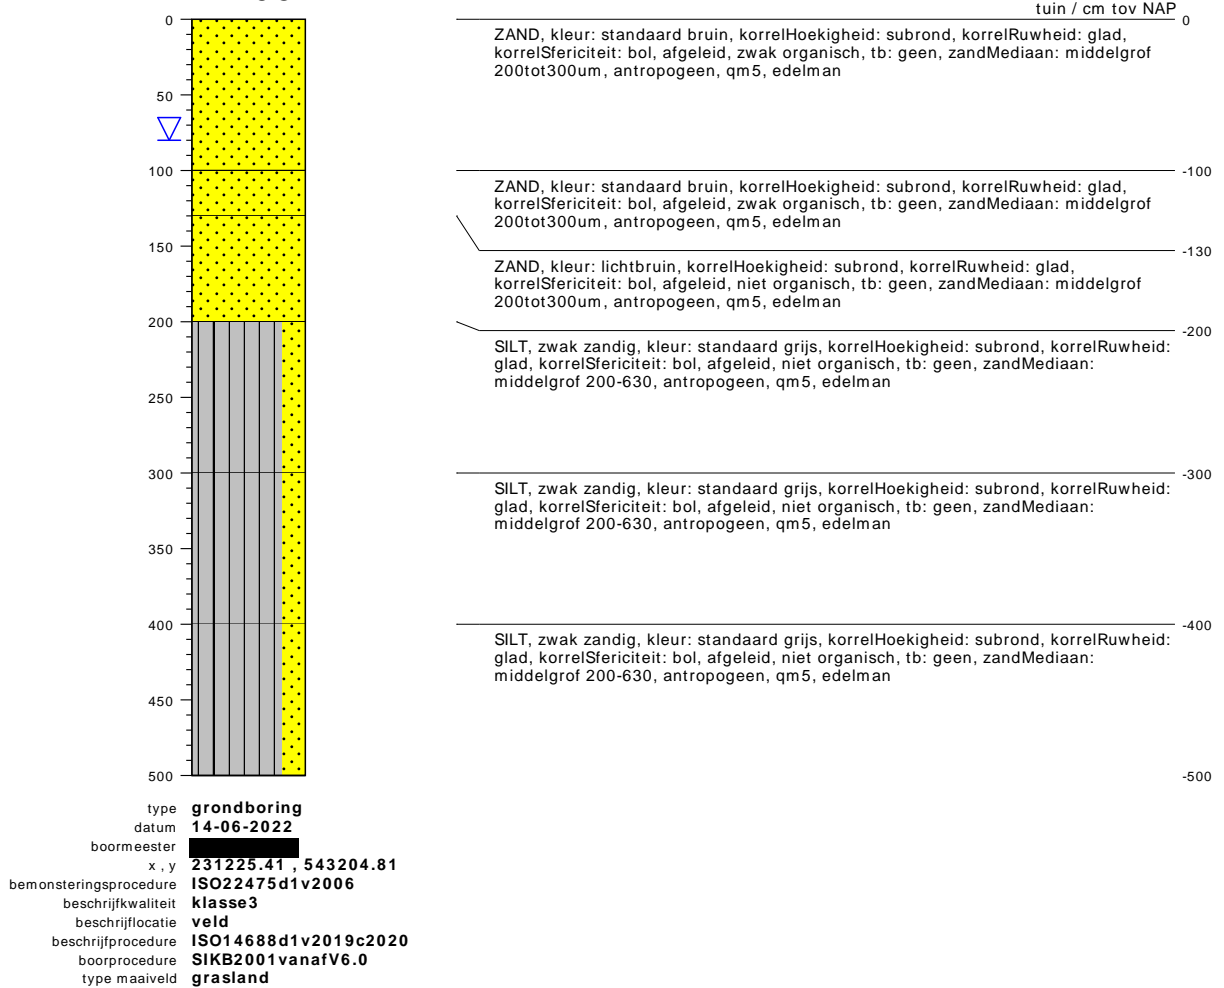 tuin / cm tov NAP
0
0
ZAND, kleur: standaard bruin, korrelHoekigheid: subrond, korrelRuwheid: glad,
korrelSfericiteit: bol, afgeleid, zwak organisch, tb: geen, zandMediaan: middelgrof
200tot300um, antropogeen, qm5, edelman
50
100
-100
ZAND, kleur: standaard bruin, korrelHoekigheid: subrond, korrelRuwheid: glad,
korrelSfericiteit: bol, afgeleid, zwak organisch, tb: geen, zandMediaan: middelgrof
200tot300um, antropogeen, qm5, edelman
150
-130
ZAND, kleur: lichtbruin, korrelHoekigheid: subrond, korrelRuwheid: glad,
korrelSfericiteit: bol, afgeleid, niet organisch, tb: geen, zandMediaan: middelgrof
200tot300um, antropogeen, qm5, edelman
200
-200
SILT, zwak zandig, kleur: standaard grijs, korrelHoekigheid: subrond, korrelRuwheid:
glad, korrelSfericiteit: bol, afgeleid, niet organisch, tb: geen, zandMediaan:
middelgrof 200-630, antropogeen, qm5, edelman
250
300
-300
SILT, zwak zandig, kleur: standaard grijs, korrelHoekigheid: subrond, korrelRuwheid:
glad, korrelSfericiteit: bol, afgeleid, niet organisch, tb: geen, zandMediaan:
middelgrof 200-630, antropogeen, qm5, edelman
350
400
-400
SILT, zwak zandig, kleur: standaard grijs, korrelHoekigheid: subrond, korrelRuwheid:
glad, korrelSfericiteit: bol, afgeleid, niet organisch, tb: geen, zandMediaan:
middelgrof 200-630, antropogeen, qm5, edelman
450
500
-500
type grondboring
datum 14-06-2022
boormeester
x , y 231225.41 , 543204.81
bemonsteringsprocedure ISO22475d1v2006
beschrijfkwaliteit klasse3
beschrijflocatie veld
beschrijfprocedure ISO14688d1v2019c2020
boorprocedure SIKB2001vanafV6.0
type maaiveld grasland